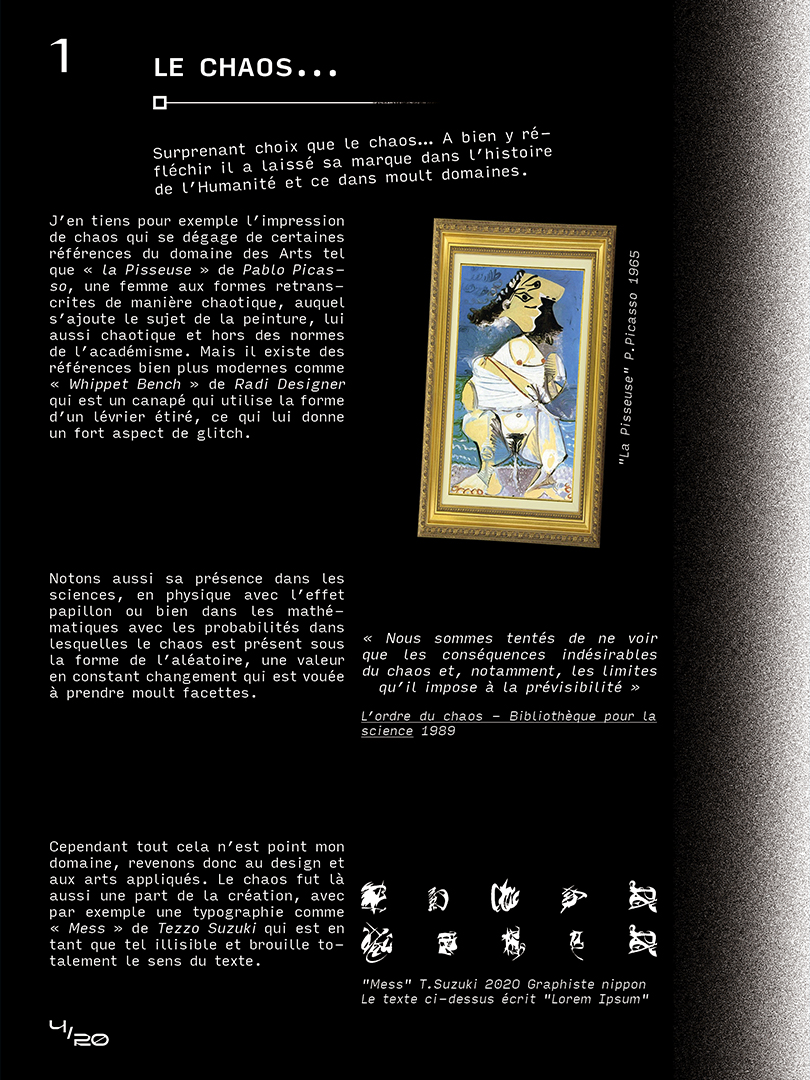 1
LE CHAOS...
Surprenant choix que le chaos... A bien y ré-
fléchir il a laissé sa marque dans l’histoire
de l’Humanité et ce dans moult domaines.
J’en tiens pour exemple l’impression
de chaos qui se dégage de certaines
références du domaine des Arts tel
que « la Pisseuse » de Pablo Picas-
so, une femme aux formes retrans-
crites de manière chaotique, auquel
s’ajoute le sujet de la peinture, lui
aussi chaotique et hors des normes
de l’académisme. Mais il existe des
références bien plus modernes comme
« Whippet Bench » de Radi Designer
qui est un canapé qui utilise la forme
d’un lévrier étiré, ce qui lui donne
un fort aspect de glitch.
"La Pisseuse" P.Picasso 1965
Notons aussi sa présence dans les
sciences, en physique avec l’effet
papillon ou bien dans les mathé-
matiques avec les probabilités dans
lesquelles le chaos est présent sous
la forme de l’aléatoire, une valeur
en constant changement qui est vouée
à prendre moult facettes.
« Nous sommes tentés de ne voir
que les conséquences indésirables
du chaos et, notamment, les limites
qu’il impose à la prévisibilité »
L’ordre du chaos - Bibliothèque pour la
science 1989
Cependant tout cela n’est point mon
domaine, revenons donc au design et
aux arts appliqués. Le chaos fut là
aussi une part de la création, avec
par exemple une typographie comme
« Mess » de Tezzo Suzuki qui est en
tant que tel illisible et brouille to-
talement le sens du texte.
"Mess" T.Suzuki 2020 Graphiste nippon
Le texte ci-dessus écrit "Lorem Ipsum"
4/20